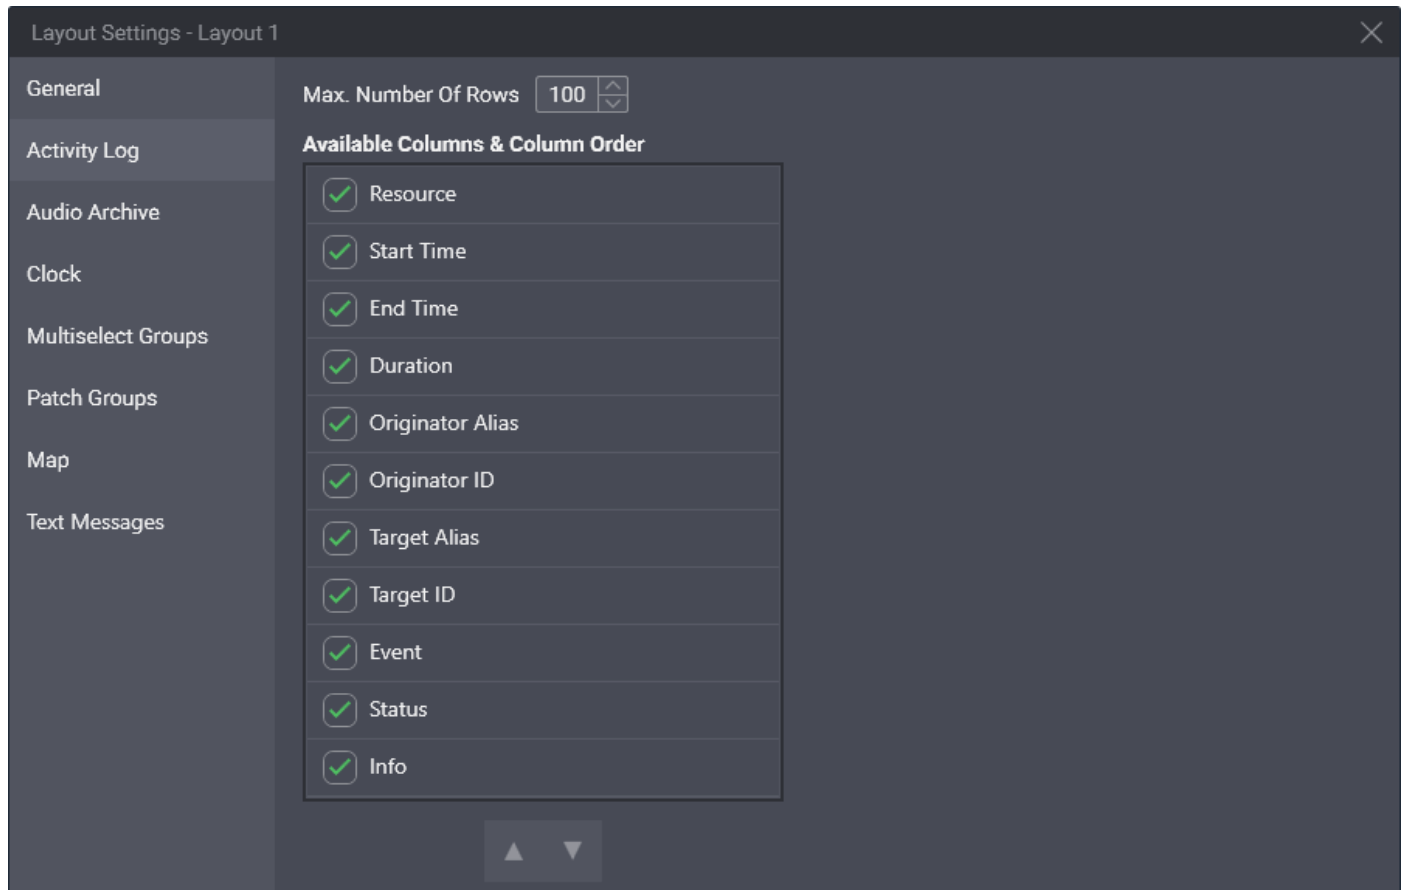 Layout Settings - Layout 1
General
Activity Log
Audio Archive
Clock
Multiselect Groups
Patch Groups
Map
Text Messages
Max. Number Of Rows 100
Available Columns & Column Order
Resource
Start Time
End Time
Duration
Originator Alias
Originator ID
Target Alias
Target ID
Event
Status
Info